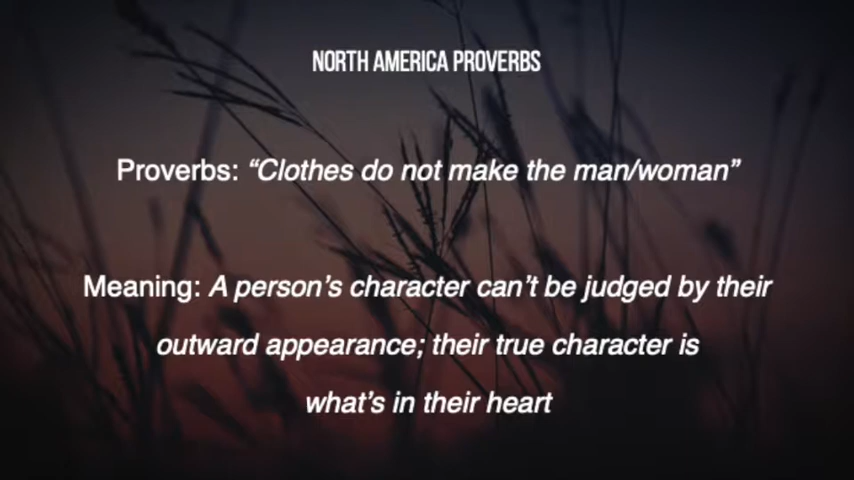 NORTH AMERICA PROVERBS
Proverbs: “Clothes do not make the man/woman”
Meaning: A person’s character can’t be judged by their
outward appearance; their true character is
what’s in their heart